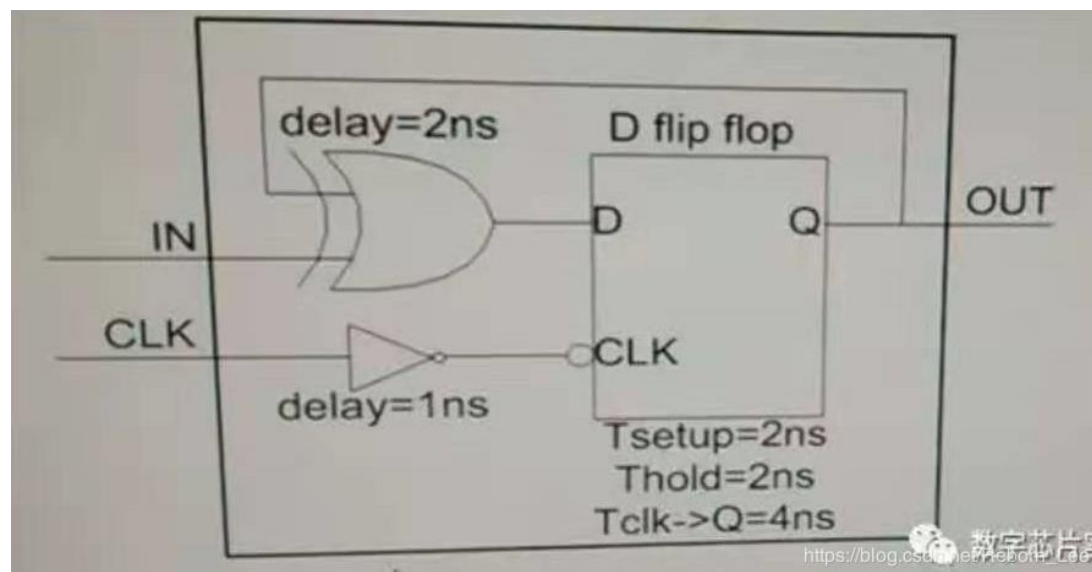 delay=2ns
D flip flop
D
Q
OUT
IN
CLK
CLK
delay=1ns
Tsetup=2ns
Thold=2ns
Tclk->Q=4ns
数字芯片
https://blog.csdn.net/